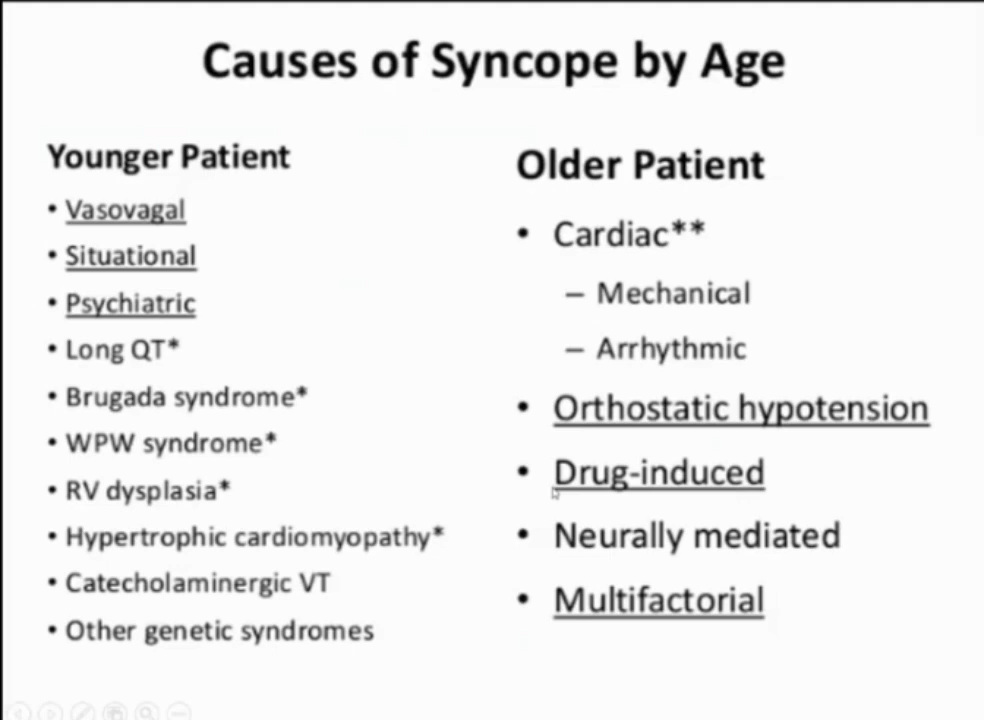 Causes of Syncope by Age
Younger Patient
• Vasovagal
• Situational
• Psychiatric
• Long QT*
• Brugada syndrome*
• WPW syndrome*
• RV dysplasia*
• Hypertrophic cardiomyopathy*
• Catecholaminergic VT
• Other genetic syndromes
Older Patient
• Cardiac**
– Mechanical
– Arrhythmic
• Orthostatic hypotension
• Drug-induced
• Neurally mediated
• Multifactorial